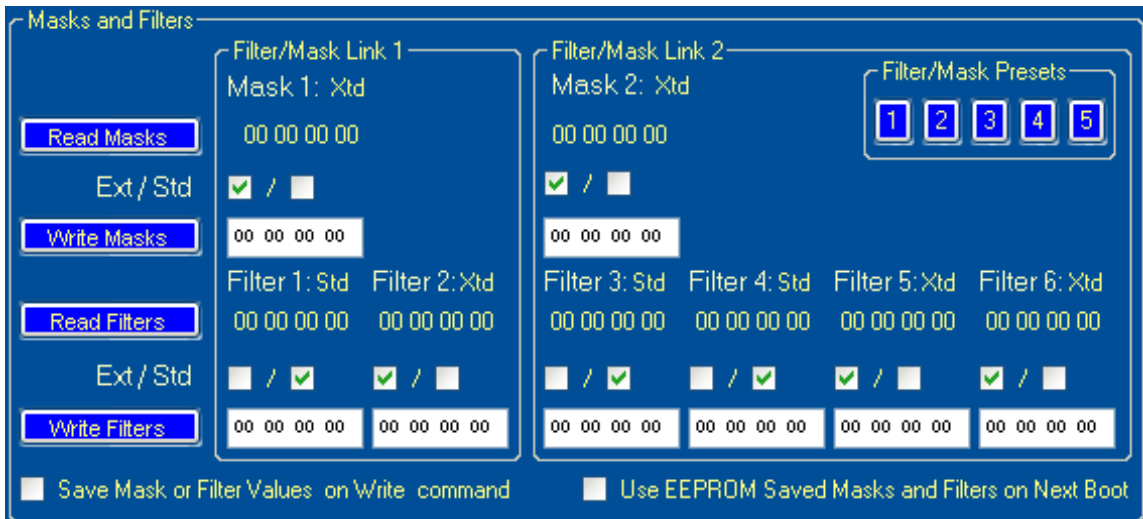 Masks and Filters
Filter/Mask Link 1
Filter/Mask Link 2
Filter/Mask Presets
Mask 1: Xtd
Mask 2: Xtd
1 2 3 4 5
Read Masks
00 00 00 00
00 00 00 00
Ext / Std
/
/
Write Masks
00 00 00 00
00 00 00 00
Filter 1: Std Filter 2: Xtd
Filter 3: Std Filter 4: Std Filter 5: Xtd Filter 6: Xtd
Read Filters
00 00 00 00 00 00 00 00
00 00 00 00 00 00 00 00 00 00 00 00 00 00 00 00
Ext / Std
/ /
/ / / /
Write Filters
00 00 00 00 00 00 00 00
00 00 00 00 00 00 00 00 00 00 00 00 00 00 00 00
Save Mask or Filter Values on Write command
Use EEPROM Saved Masks and Filters on Next Boot